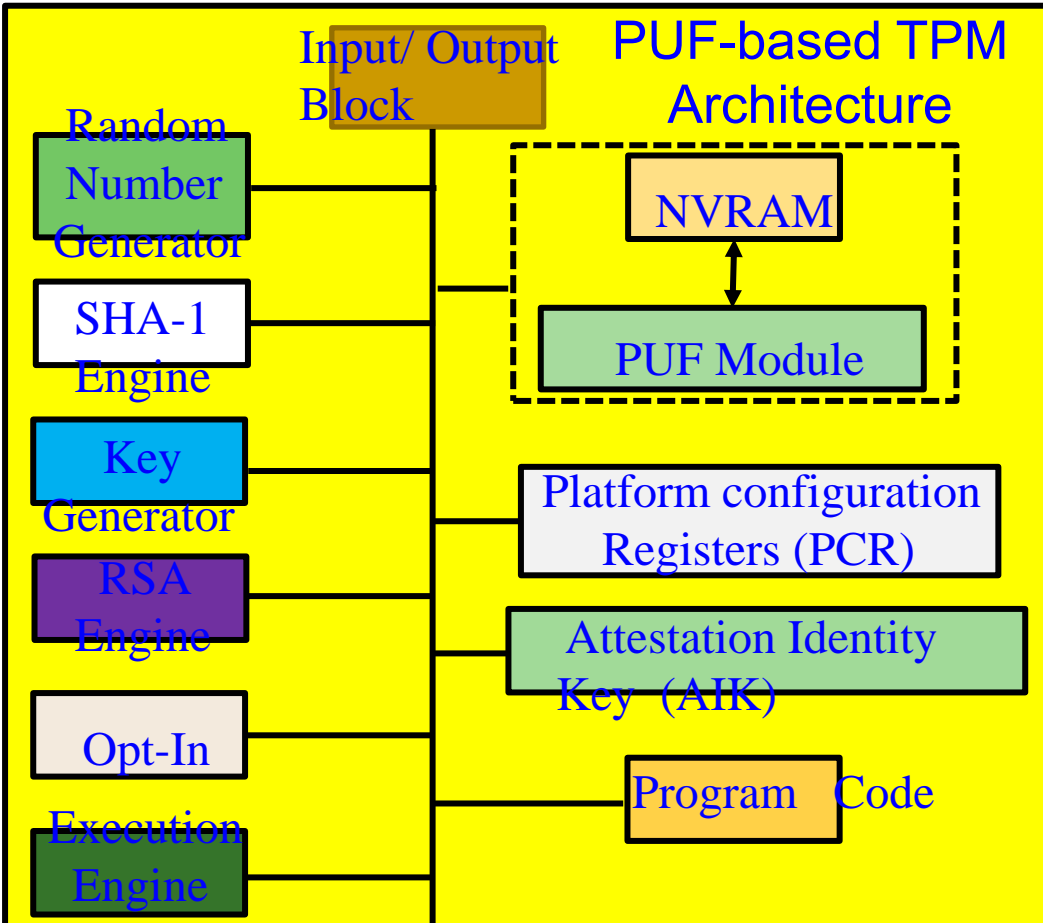 Input/ Output
Block
PUF-based TPM
Architecture
Random
Number
Generator
NVRAM
SHA-1
Engine
PUF Module
Key
Generator
Platform configuration
Registers (PCR)
RSA
Engine
Attestation Identity
Key (AIK)
Opt-In
Program Code
Execution
Engine